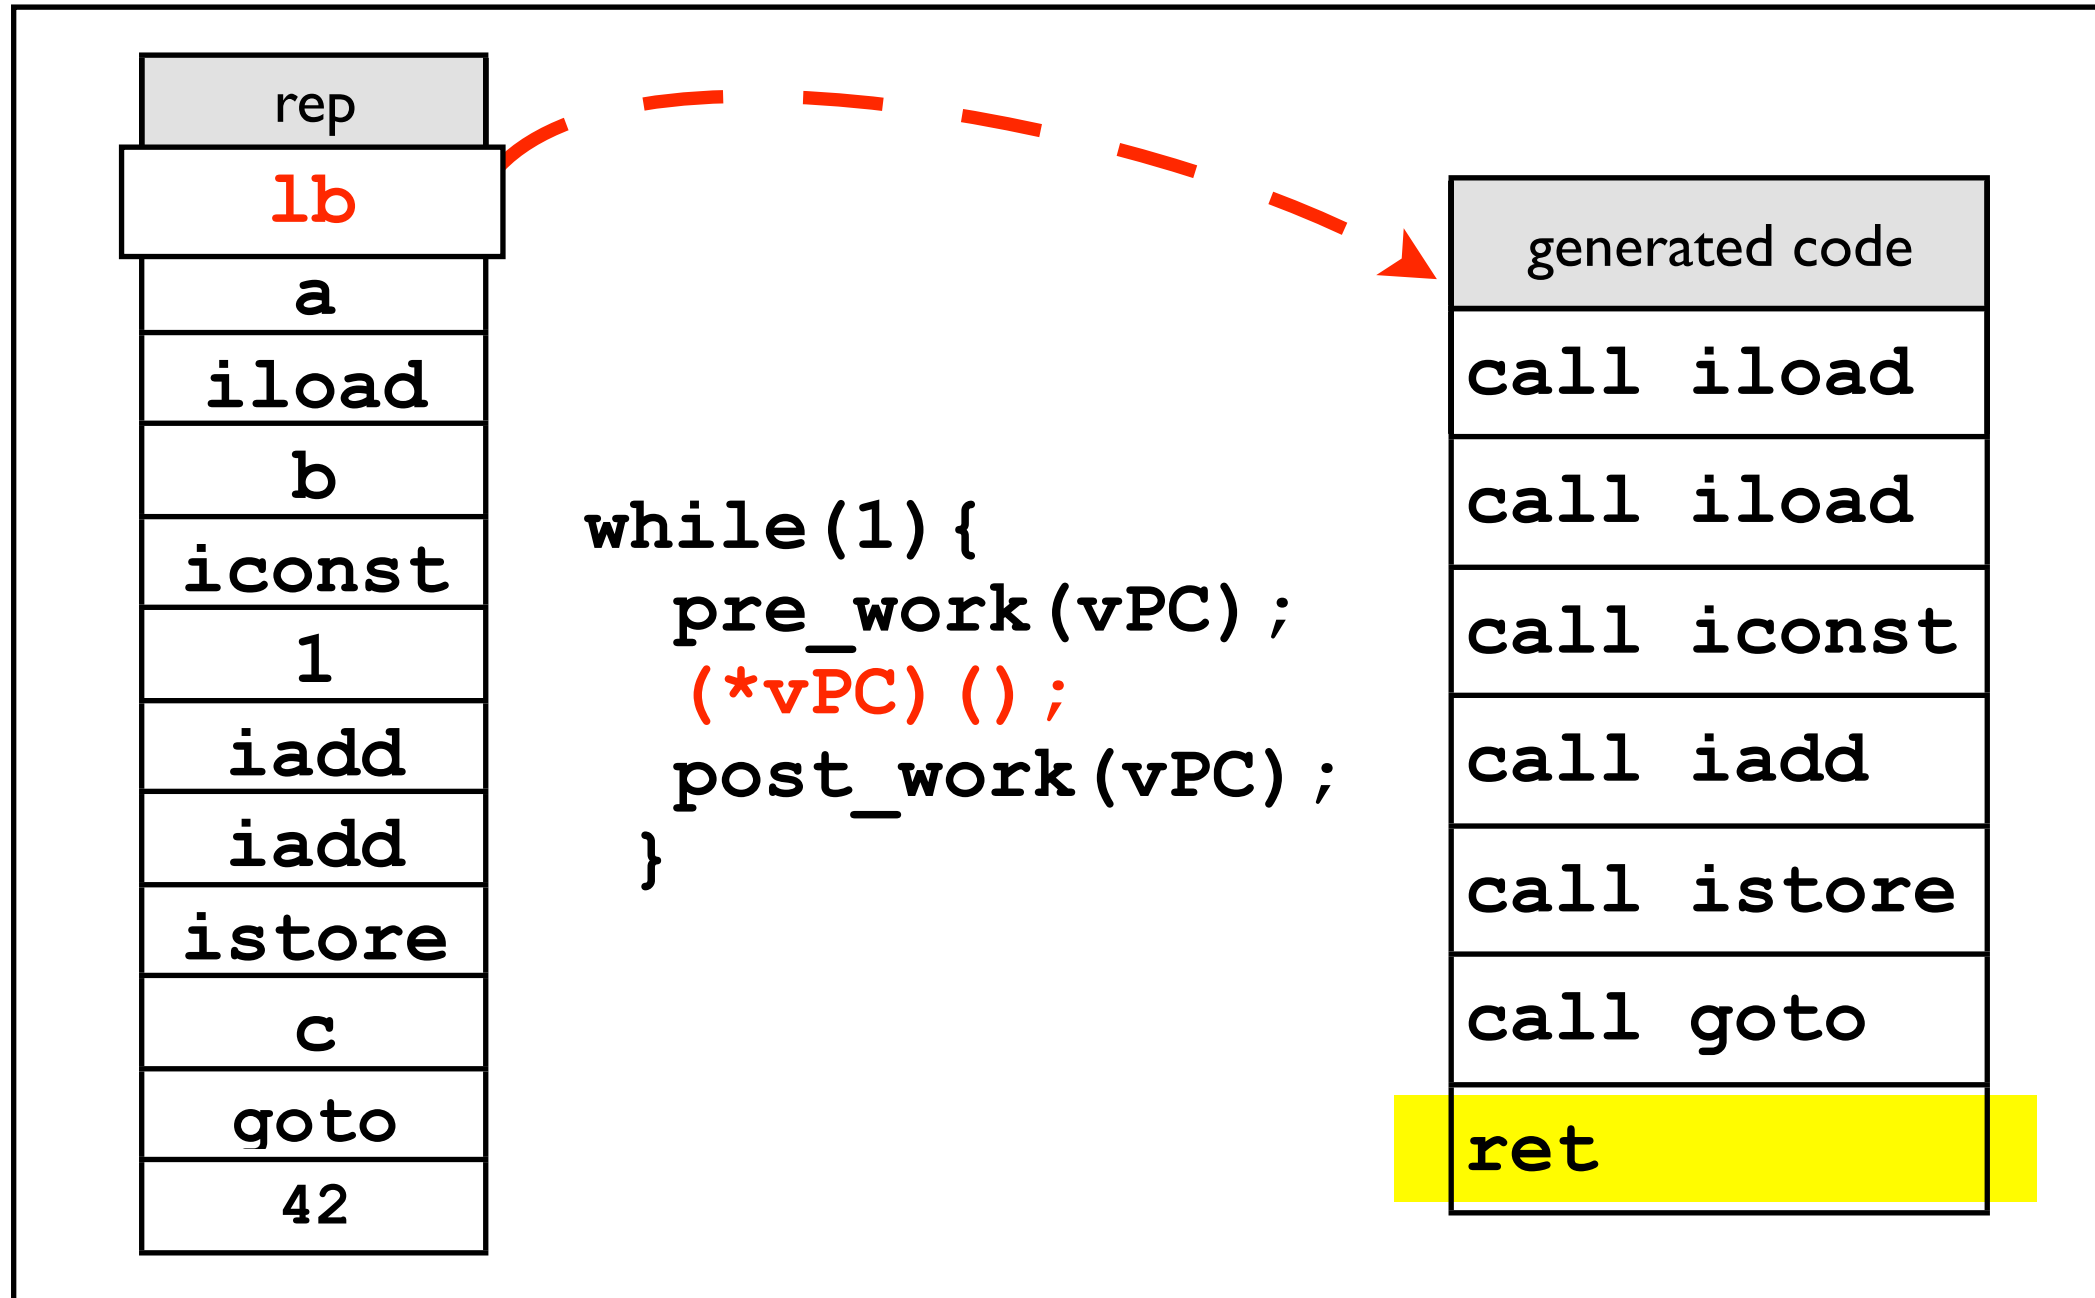 rep
lb
a
iload
b
iconst
1
iadd
iadd
istore
c
goto
42
while(1){
pre_work(vPC);
(*vPC)();
post_work(vPC);
}
generated code
call iload
call iload
call iconst
call iadd
call istore
call goto
ret